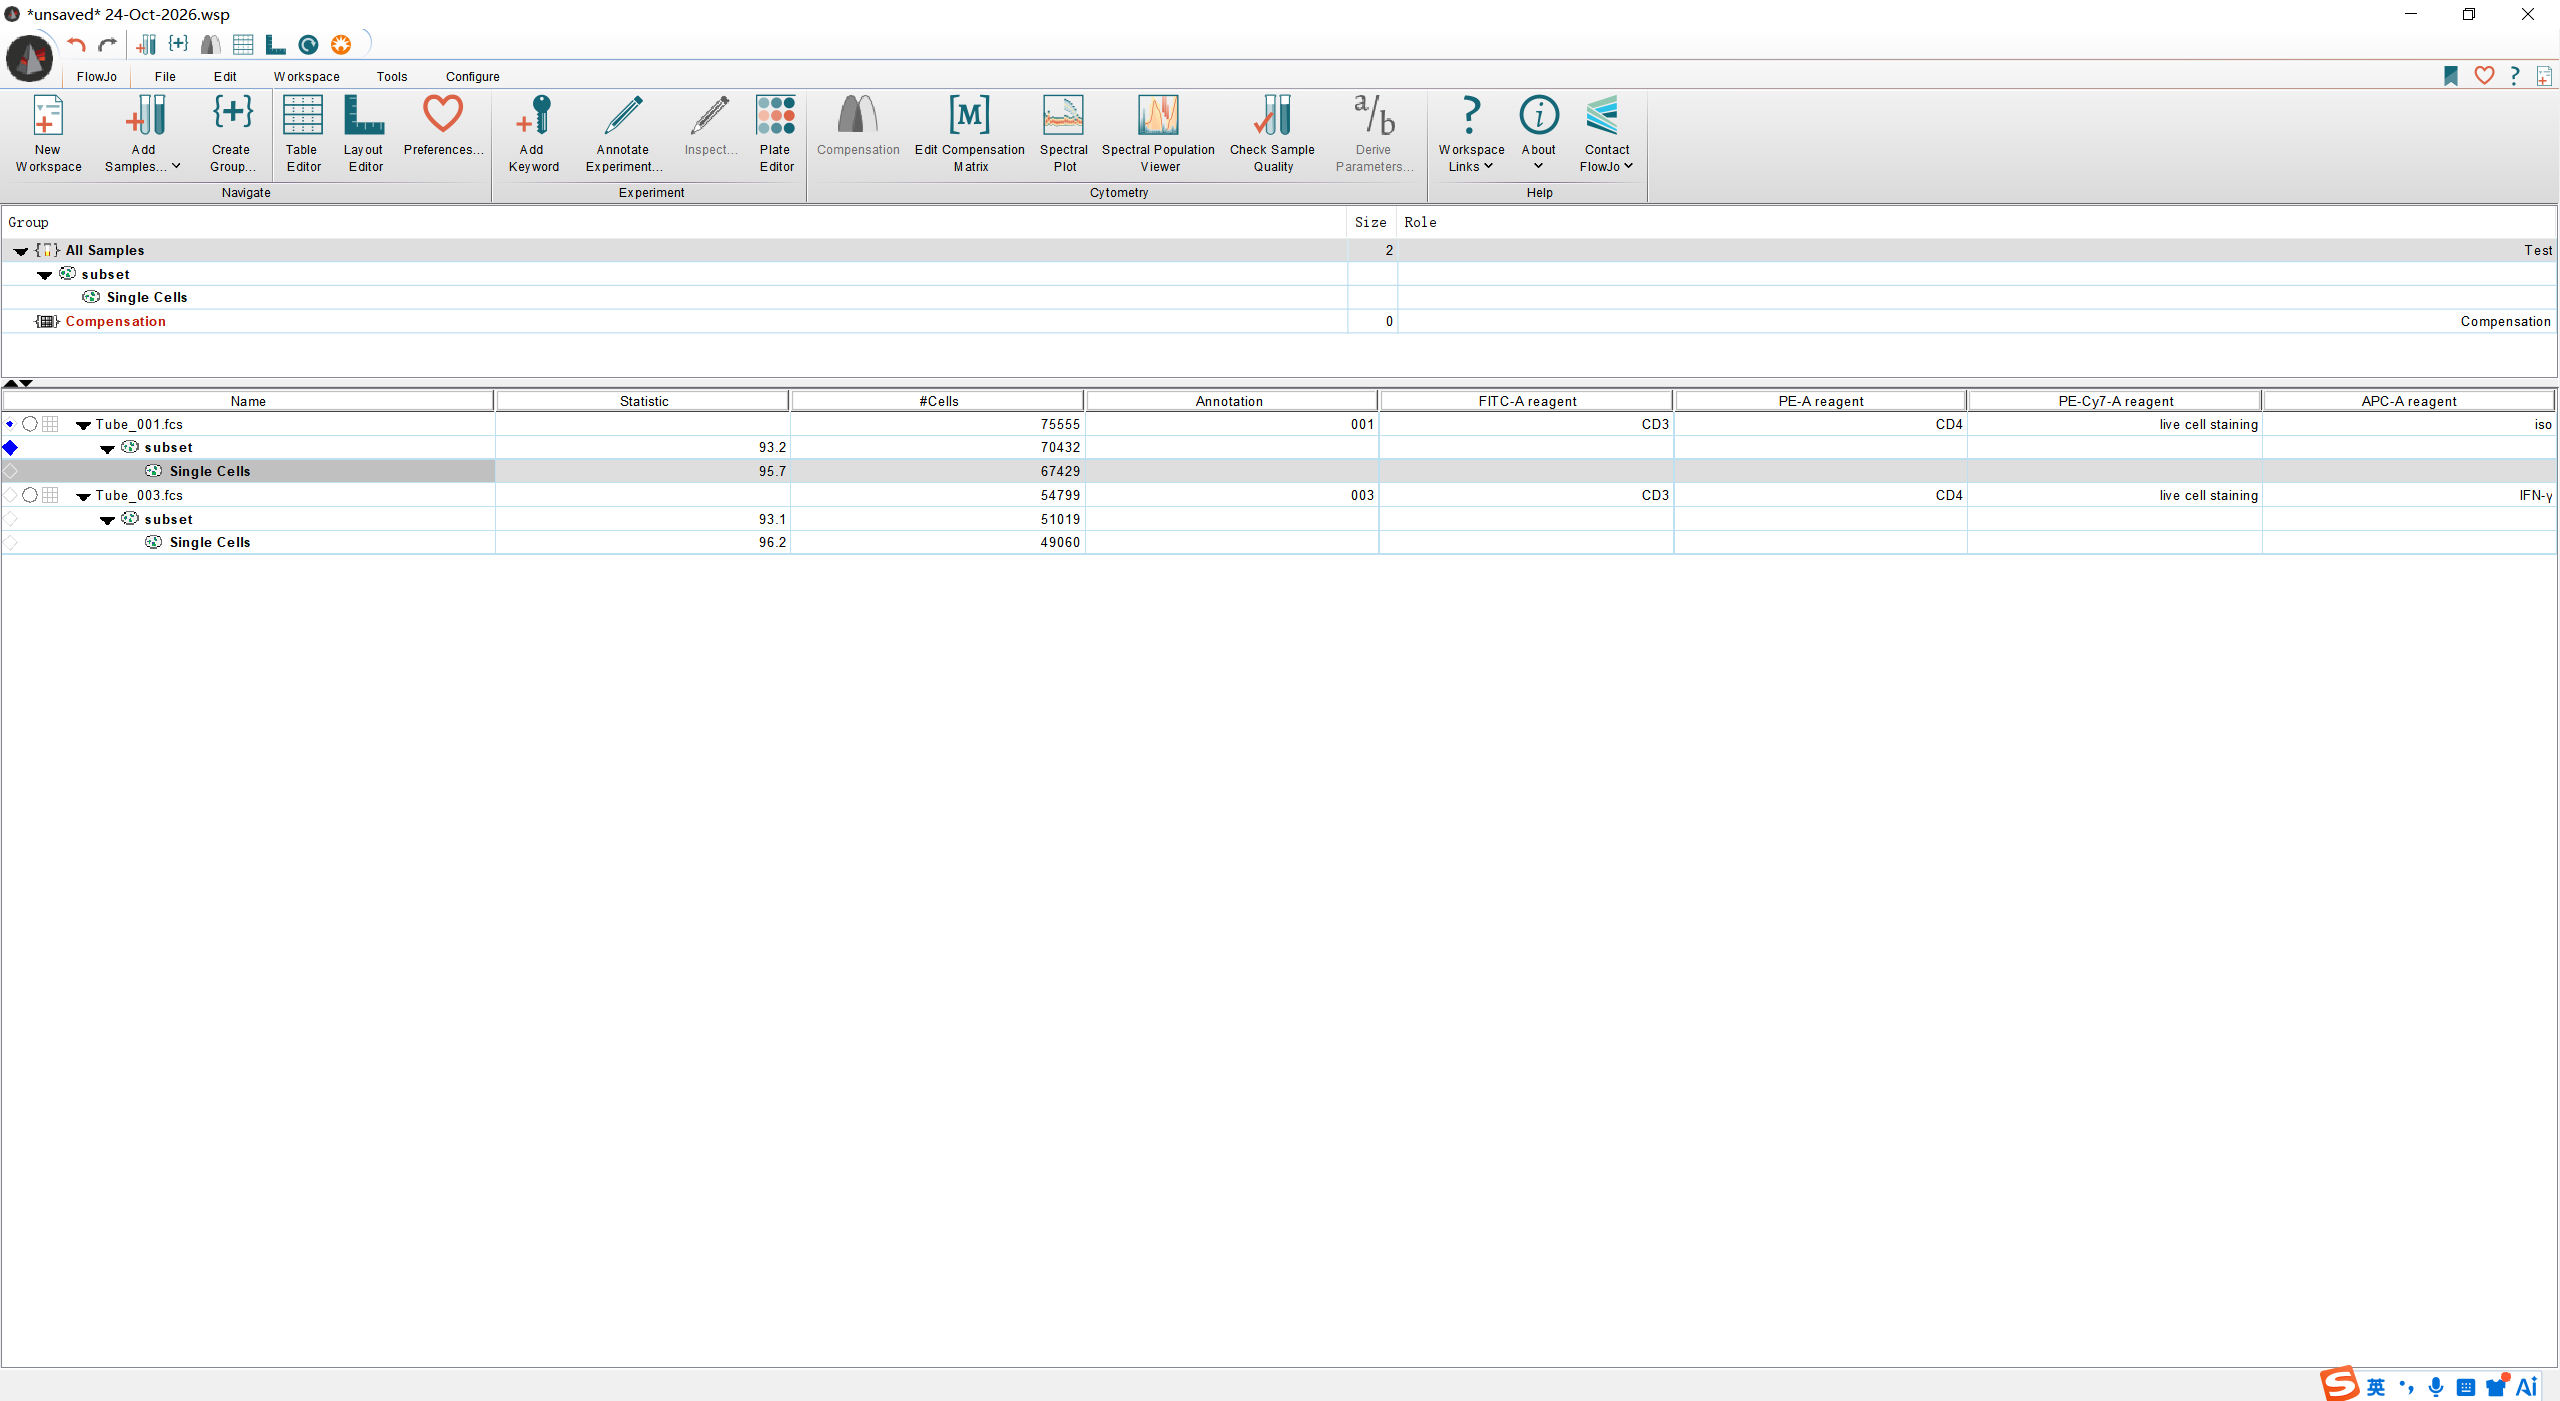 *unsaved* 24-Oct-2026.wsp
FlowJo File Edit Workspace Tools Configure
New Workspace
Add Samples...
Create Group...
Table Editor
Layout Editor
Preferences...
Add Keyword
Annotate Experiment...
Inspect...
Plate Editor
Compensation
Edit Compensation Matrix
Spectral Plot
Spectral Population Viewer
Check Sample Quality
Derive Parameters...
Workspace Links
About
Contact FlowJo
Navigate Experiment Cytometry Help
Group Size Role
All Samples 2 Test
subset
Single Cells
Compensation 0 Compensation
Name Statistic #Cells Annotation FITC-A reagent PE-A reagent PE-Cy7-A reagent APC-A reagent
Tube_001.fcs 75555 001 CD3 CD4 live cell staining iso
subset 93.2 70432
Single Cells 95.7 67429
Tube_003.fcs 54799 003 CD3 CD4 live cell staining IFN-γ
subset 93.1 51019
Single Cells 96.2 49060
英 Ai